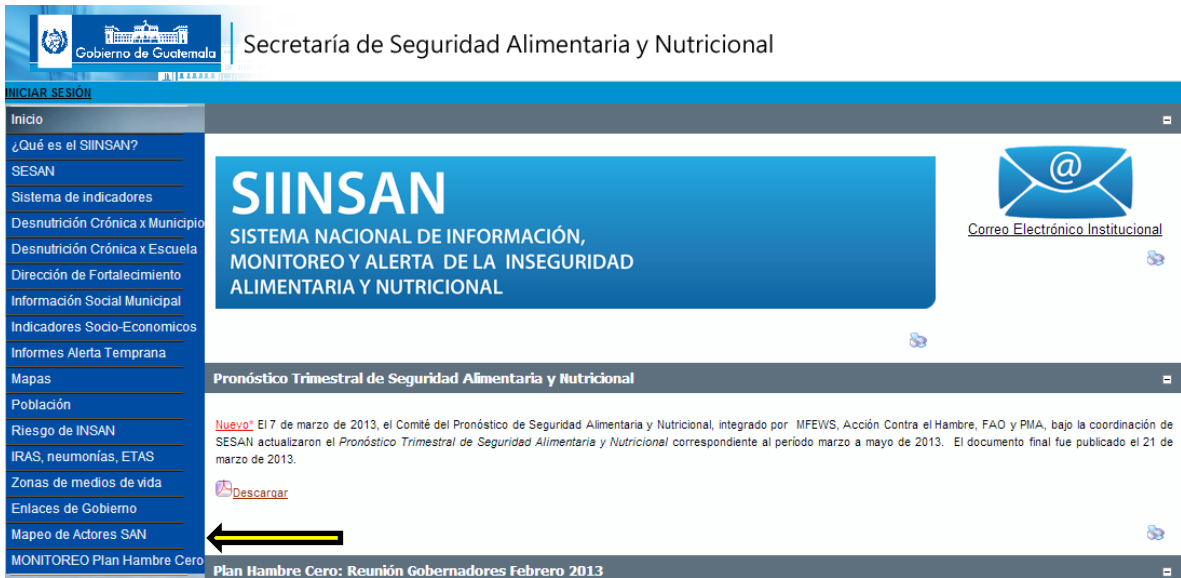 Gobierno de Guatemala
Secretaría de Seguridad Alimentaria y Nutricional
INICIAR SESIÓN
Inicio
¿Qué es el SIINSAN?
SESAN
Sistema de indicadores
Desnutrición Crónica x Municipio
Desnutrición Crónica x Escuela
Dirección de Fortalecimiento
Información Social Municipal
Indicadores Socio-Economicos
Informes Alerta Temprana
Mapas
Población
Riesgo de INSAN
IRAS, neumonías, ETAS
Zonas de medios de vida
Enlaces de Gobierno
Mapeo de Actores SAN
MONITOREO Plan Hambre Cero
SIINSAN
SISTEMA NACIONAL DE INFORMACIÓN,
MONITOREO Y ALERTA DE LA INSEGURIDAD
ALIMENTARIA Y NUTRICIONAL
@
Correo Electrónico Institucional
Pronóstico Trimestral de Seguridad Alimentaria y Nutricional
Nuevo* El 7 de marzo de 2013, el Comité del Pronóstico de Seguridad Alimentaria y Nutricional, integrado por MFEWS, Acción Contra el Hambre, FAO y PMA, bajo la coordinación de
SESAN actualizaron el Pronóstico Trimestral de Seguridad Alimentaria y Nutricional correspondiente al período marzo a mayo de 2013. El documento final fue publicado el 21 de
marzo de 2013.
Descargar
Plan Hambre Cero: Reunión Gobernadores Febrero 2013